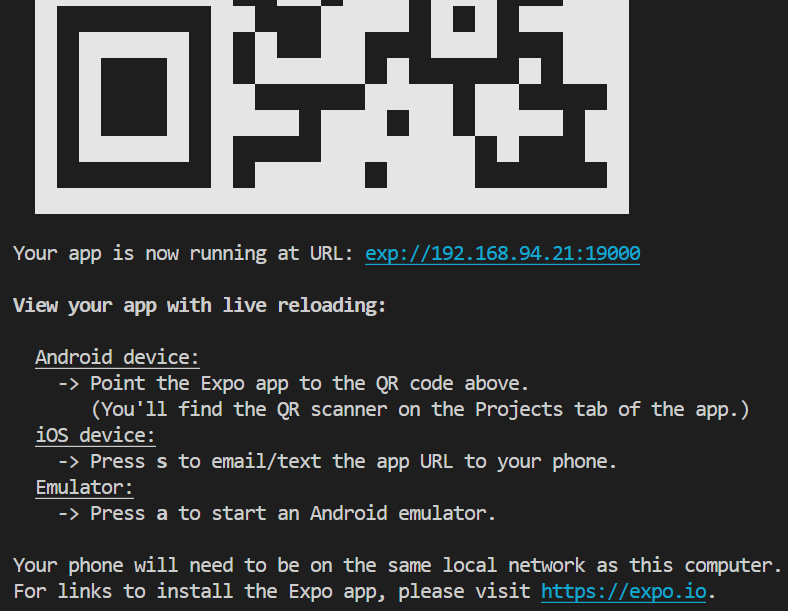 Your app is now running at URL: exp://192.168.94.21:19000
View your app with live reloading:
Android device:
-> Point the Expo app to the QR code above.
(You'll find the QR scanner on the Projects tab of the app.)
iOS device:
-> Press s to email/text the app URL to your phone.
Emulator:
-> Press a to start an Android emulator.
Your phone will need to be on the same local network as this computer.
For links to install the Expo app, please visit https://expo.io.